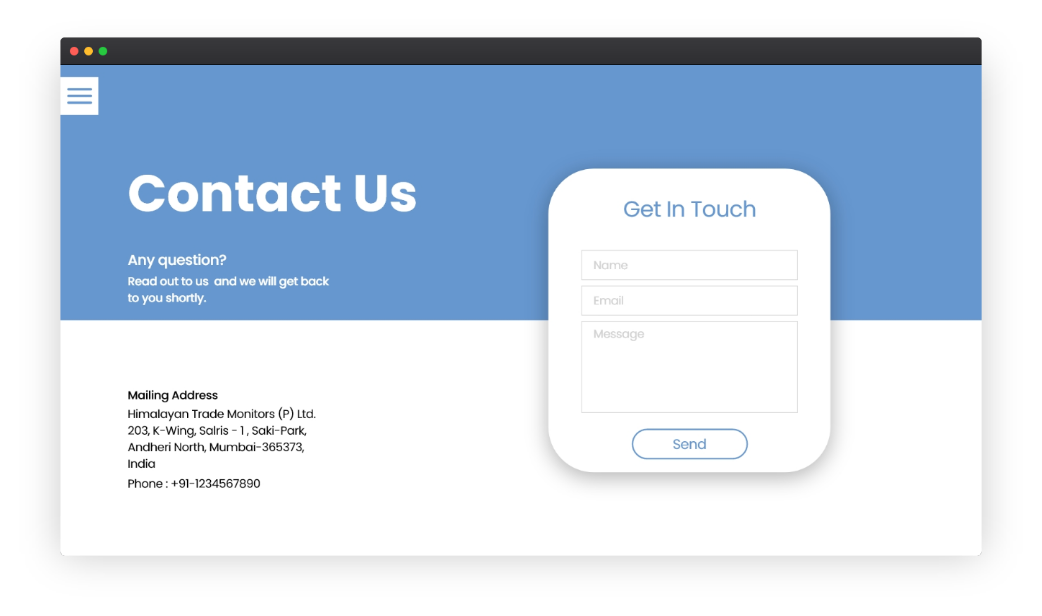 Contact Us
Any question?
Read out to us  and we will get back
to you shortly.
Mailing Address
Himalayan Trade Monitors (P) Ltd.
203, K-Wing, Salris - 1 , Saki-Park,
Andheri North, Mumbai-365373,
India
Phone : +91-1234567890
Get In Touch
Name
Email
Message
Send